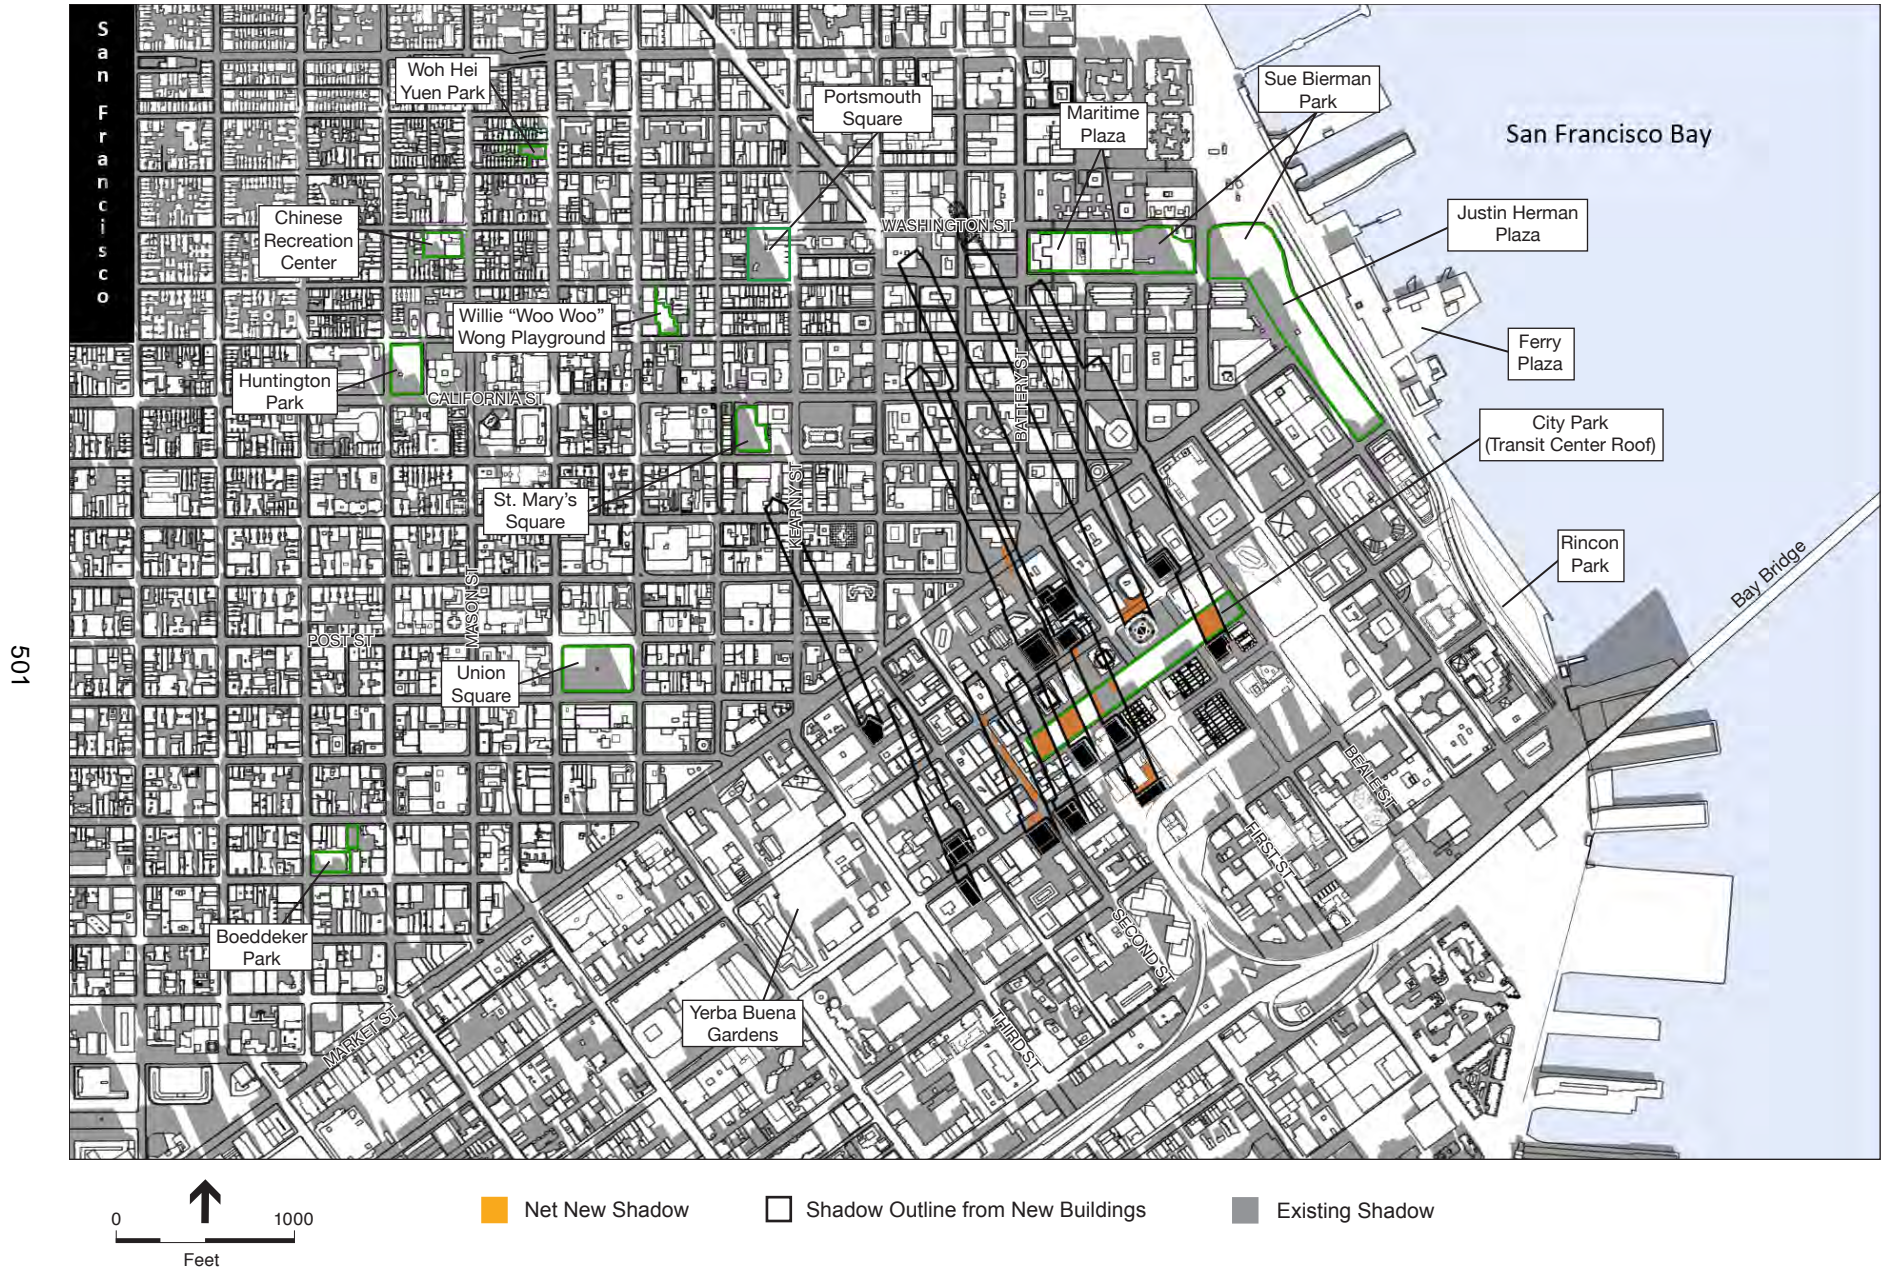 San Francisco
Woh Hei
Yuen Park
Portsmouth
Square
Maritime
Plaza
Sue Bierman
Park
San Francisco Bay
Chinese
Recreation
Center
WASHINGTON ST
Justin Herman
Plaza
Willie “Woo Woo”
Wong Playground
Ferry
Plaza
Huntington
Park
CALIFORNIA ST
BATTERY ST
City Park
(Transit Center Roof)
St. Mary's
Square
KEARNY ST
Rincon
Park
Bay Bridge
MASON ST
POST ST
Union
Square
501
BEALE ST
FIRST ST
Boeddeker
Park
SECOND ST
Yerba Buena
Gardens
MARKET ST
THIRD ST
0 1000
Feet
Net New Shadow
Shadow Outline from New Buildings
Existing Shadow